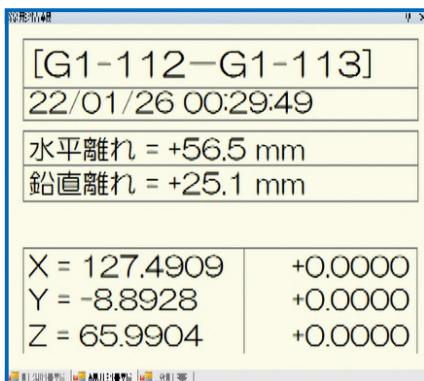 [G1-112－G1-113]
22/01/26 00:29:49
水平離れ = +56.5 mm
鉛直離れ = +25.1 mm
X = 127.4909 +0.0000
Y = -8.8928 +0.0000
Z = 65.9904 +0.0000